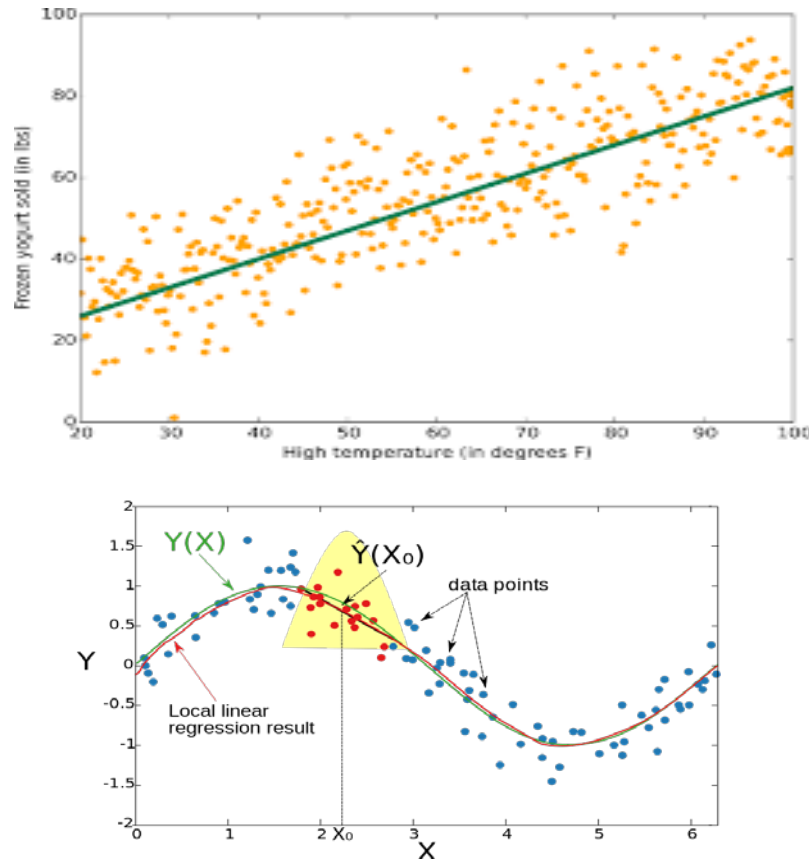 100
80
60
40
20
0
Frozen yogurt sold (in lbs)
20 30 40 50 60 70 80 90 100
High temperature (in degrees F)
2
1.5
1
0.5
0
-0.5
-1
-1.5
-2
Y
Y(X)
Ŷ(X₀)
data points
Local linear
regression result
0 1 2 X₀ 3 4 5 6
X